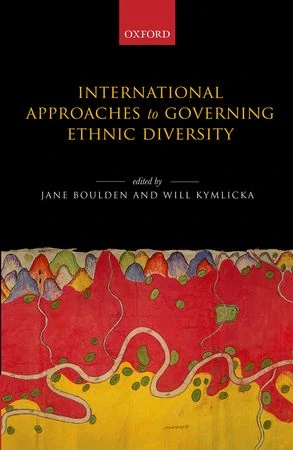 OXFORD
INTERNATIONAL
APPROACHES to GOVERNING
ETHNIC DIVERSITY
edited by
JANE BOULDEN AND WILL KYMLICKA